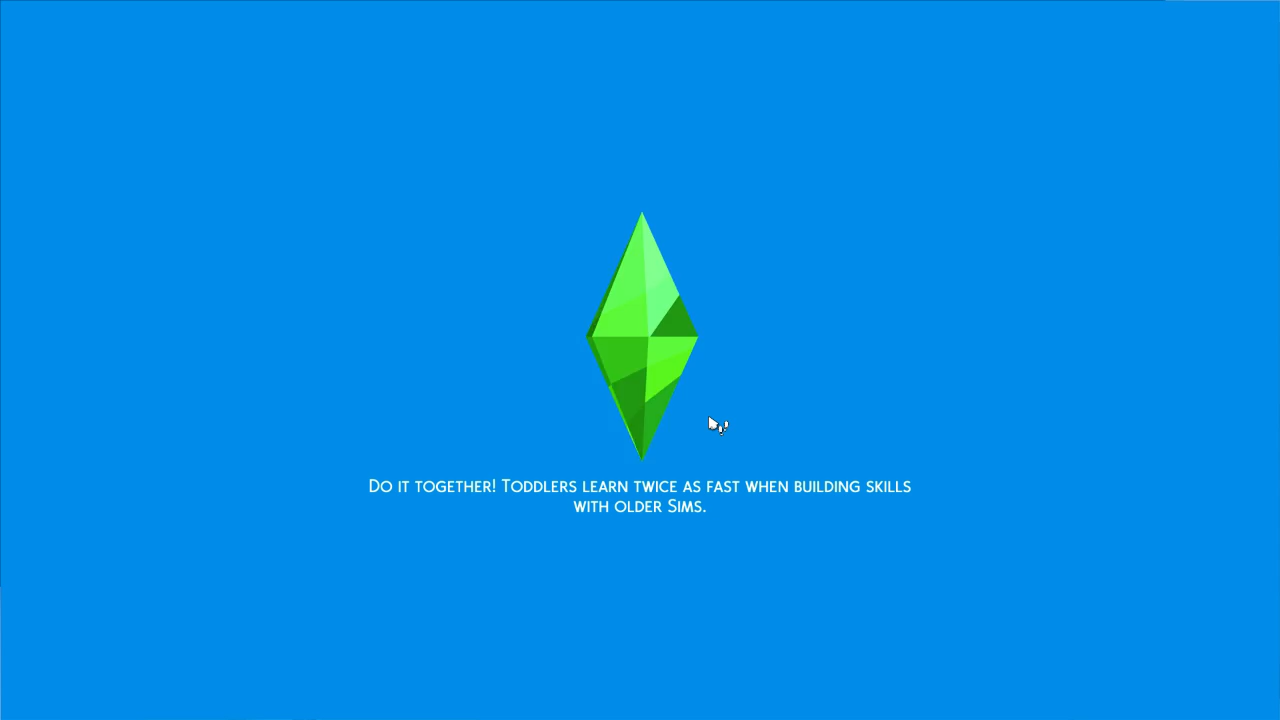 Do it together! Toddlers learn twice as fast when building skills
with older Sims.